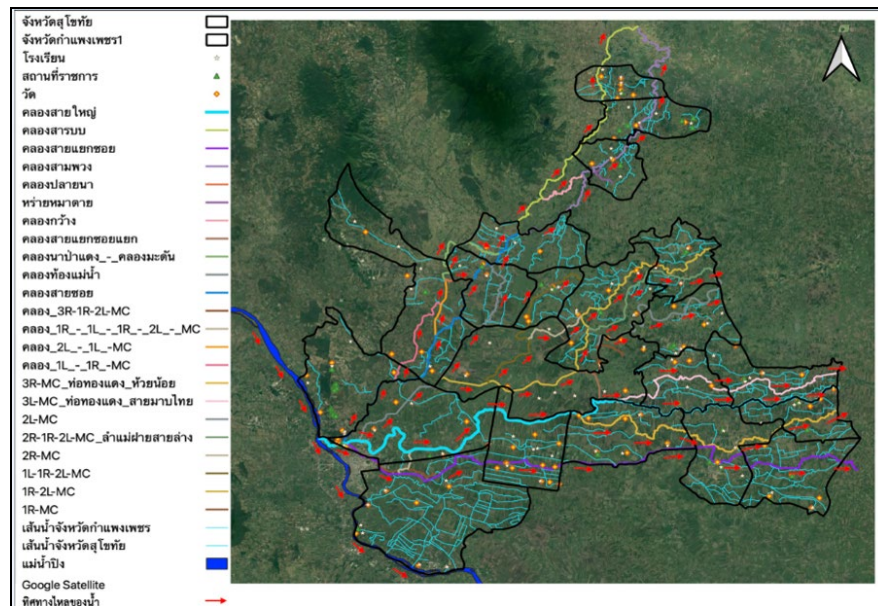 จังหวัดสุโขทัย
จังหวัดกำแพงเพชร1
โรงเรียน
สถานที่ราชการ
วัด
คลองสายใหญ่
คลองสารบบ
คลองสายแยกซอย
คลองสามพวง
คลองปลายนา
หร่ายหมาตาย
คลองกว้าง
คลองสายแยกซอยแยก
คลองนาป่าแดง_-_คลองมะดัน
คลองท้องแม่น้ำ
คลองสายซอย
คลอง_3R-1R-2L-MC
คลอง_1R_-_1L_-_1R_-_2L_-_MC
คลอง_2L_-_1L_-MC
คลอง_1L_-_1R_-MC
3R-MC_ท่อทองแดง_ห้วยน้อย
3L-MC_ท่อทองแดง_สายมาบไทย
2L-MC
2R-1R-2L-MC_ลำแม่ฝายสายล่าง
2R-MC
1L-1R-2L-MC
1R-2L-MC
1R-MC
เส้นน้ำจังหวัดกำแพงเพชร
เส้นน้ำจังหวัดสุโขทัย
แม่น้ำปิง
Google Satellite
ทิศทางไหลของน้ำ